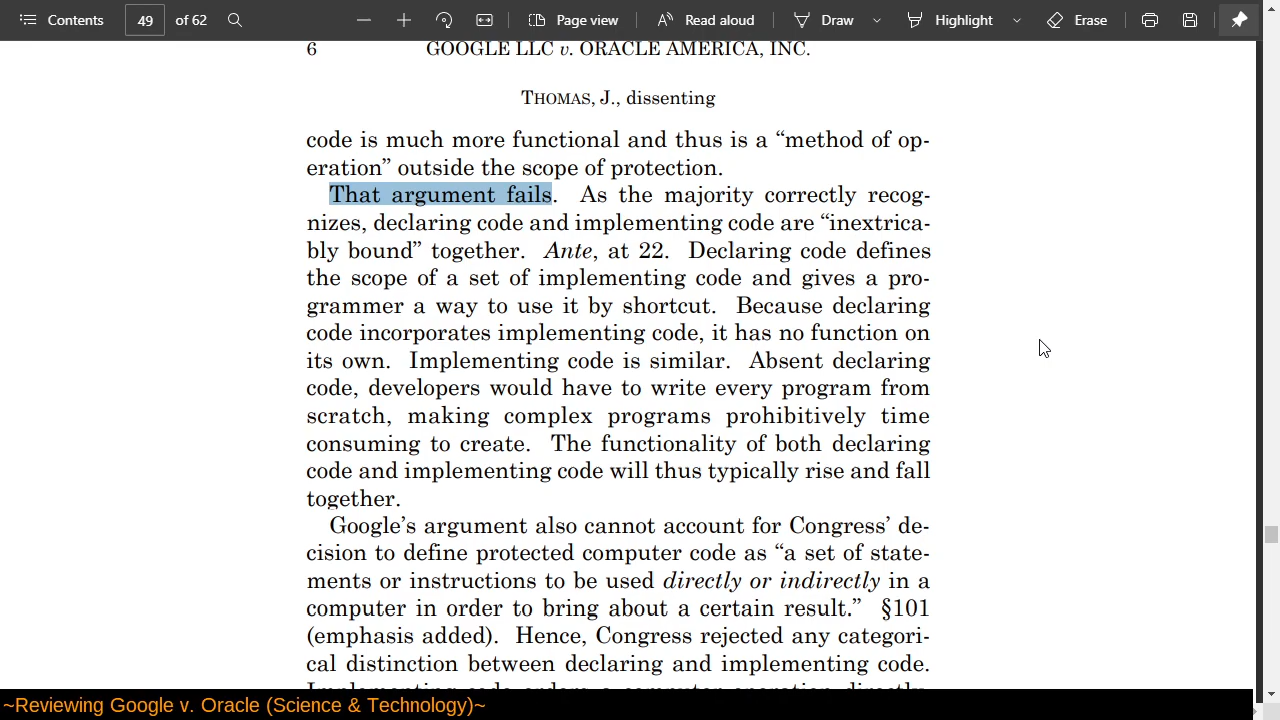 Contents 49 of 62 Page view Read aloud Draw Highlight Erase
6 GOOGLE LLC v. ORACLE AMERICA, INC.
THOMAS, J., dissenting
code is much more functional and thus is a “method of op-
eration” outside the scope of protection.
That argument fails. As the majority correctly recog-
nizes, declaring code and implementing code are “inextrica-
bly bound” together. Ante, at 22. Declaring code defines
the scope of a set of implementing code and gives a pro-
grammer a way to use it by shortcut. Because declaring
code incorporates implementing code, it has no function on
its own. Implementing code is similar. Absent declaring
code, developers would have to write every program from
scratch, making complex programs prohibitively time
consuming to create. The functionality of both declaring
code and implementing code will thus typically rise and fall
together.
Google’s argument also cannot account for Congress’ de-
cision to define protected computer code as “a set of state-
ments or instructions to be used directly or indirectly in a
computer in order to bring about a certain result.” §101
(emphasis added). Hence, Congress rejected any categori-
cal distinction between declaring and implementing code.
Implementing code orders a computer operation directly.
~Reviewing Google v. Oracle (Science & Technology)~